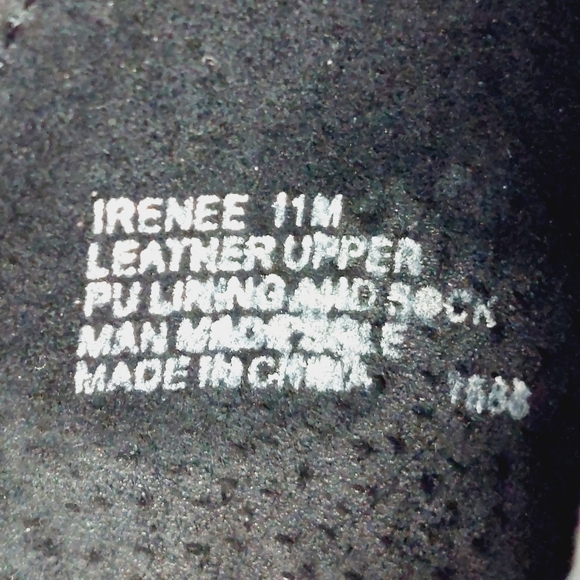 IRENEE 11M
LEATHER UPPER
PU LINING AND SOCK
MAN MADE SOLE
MADE IN CHINA